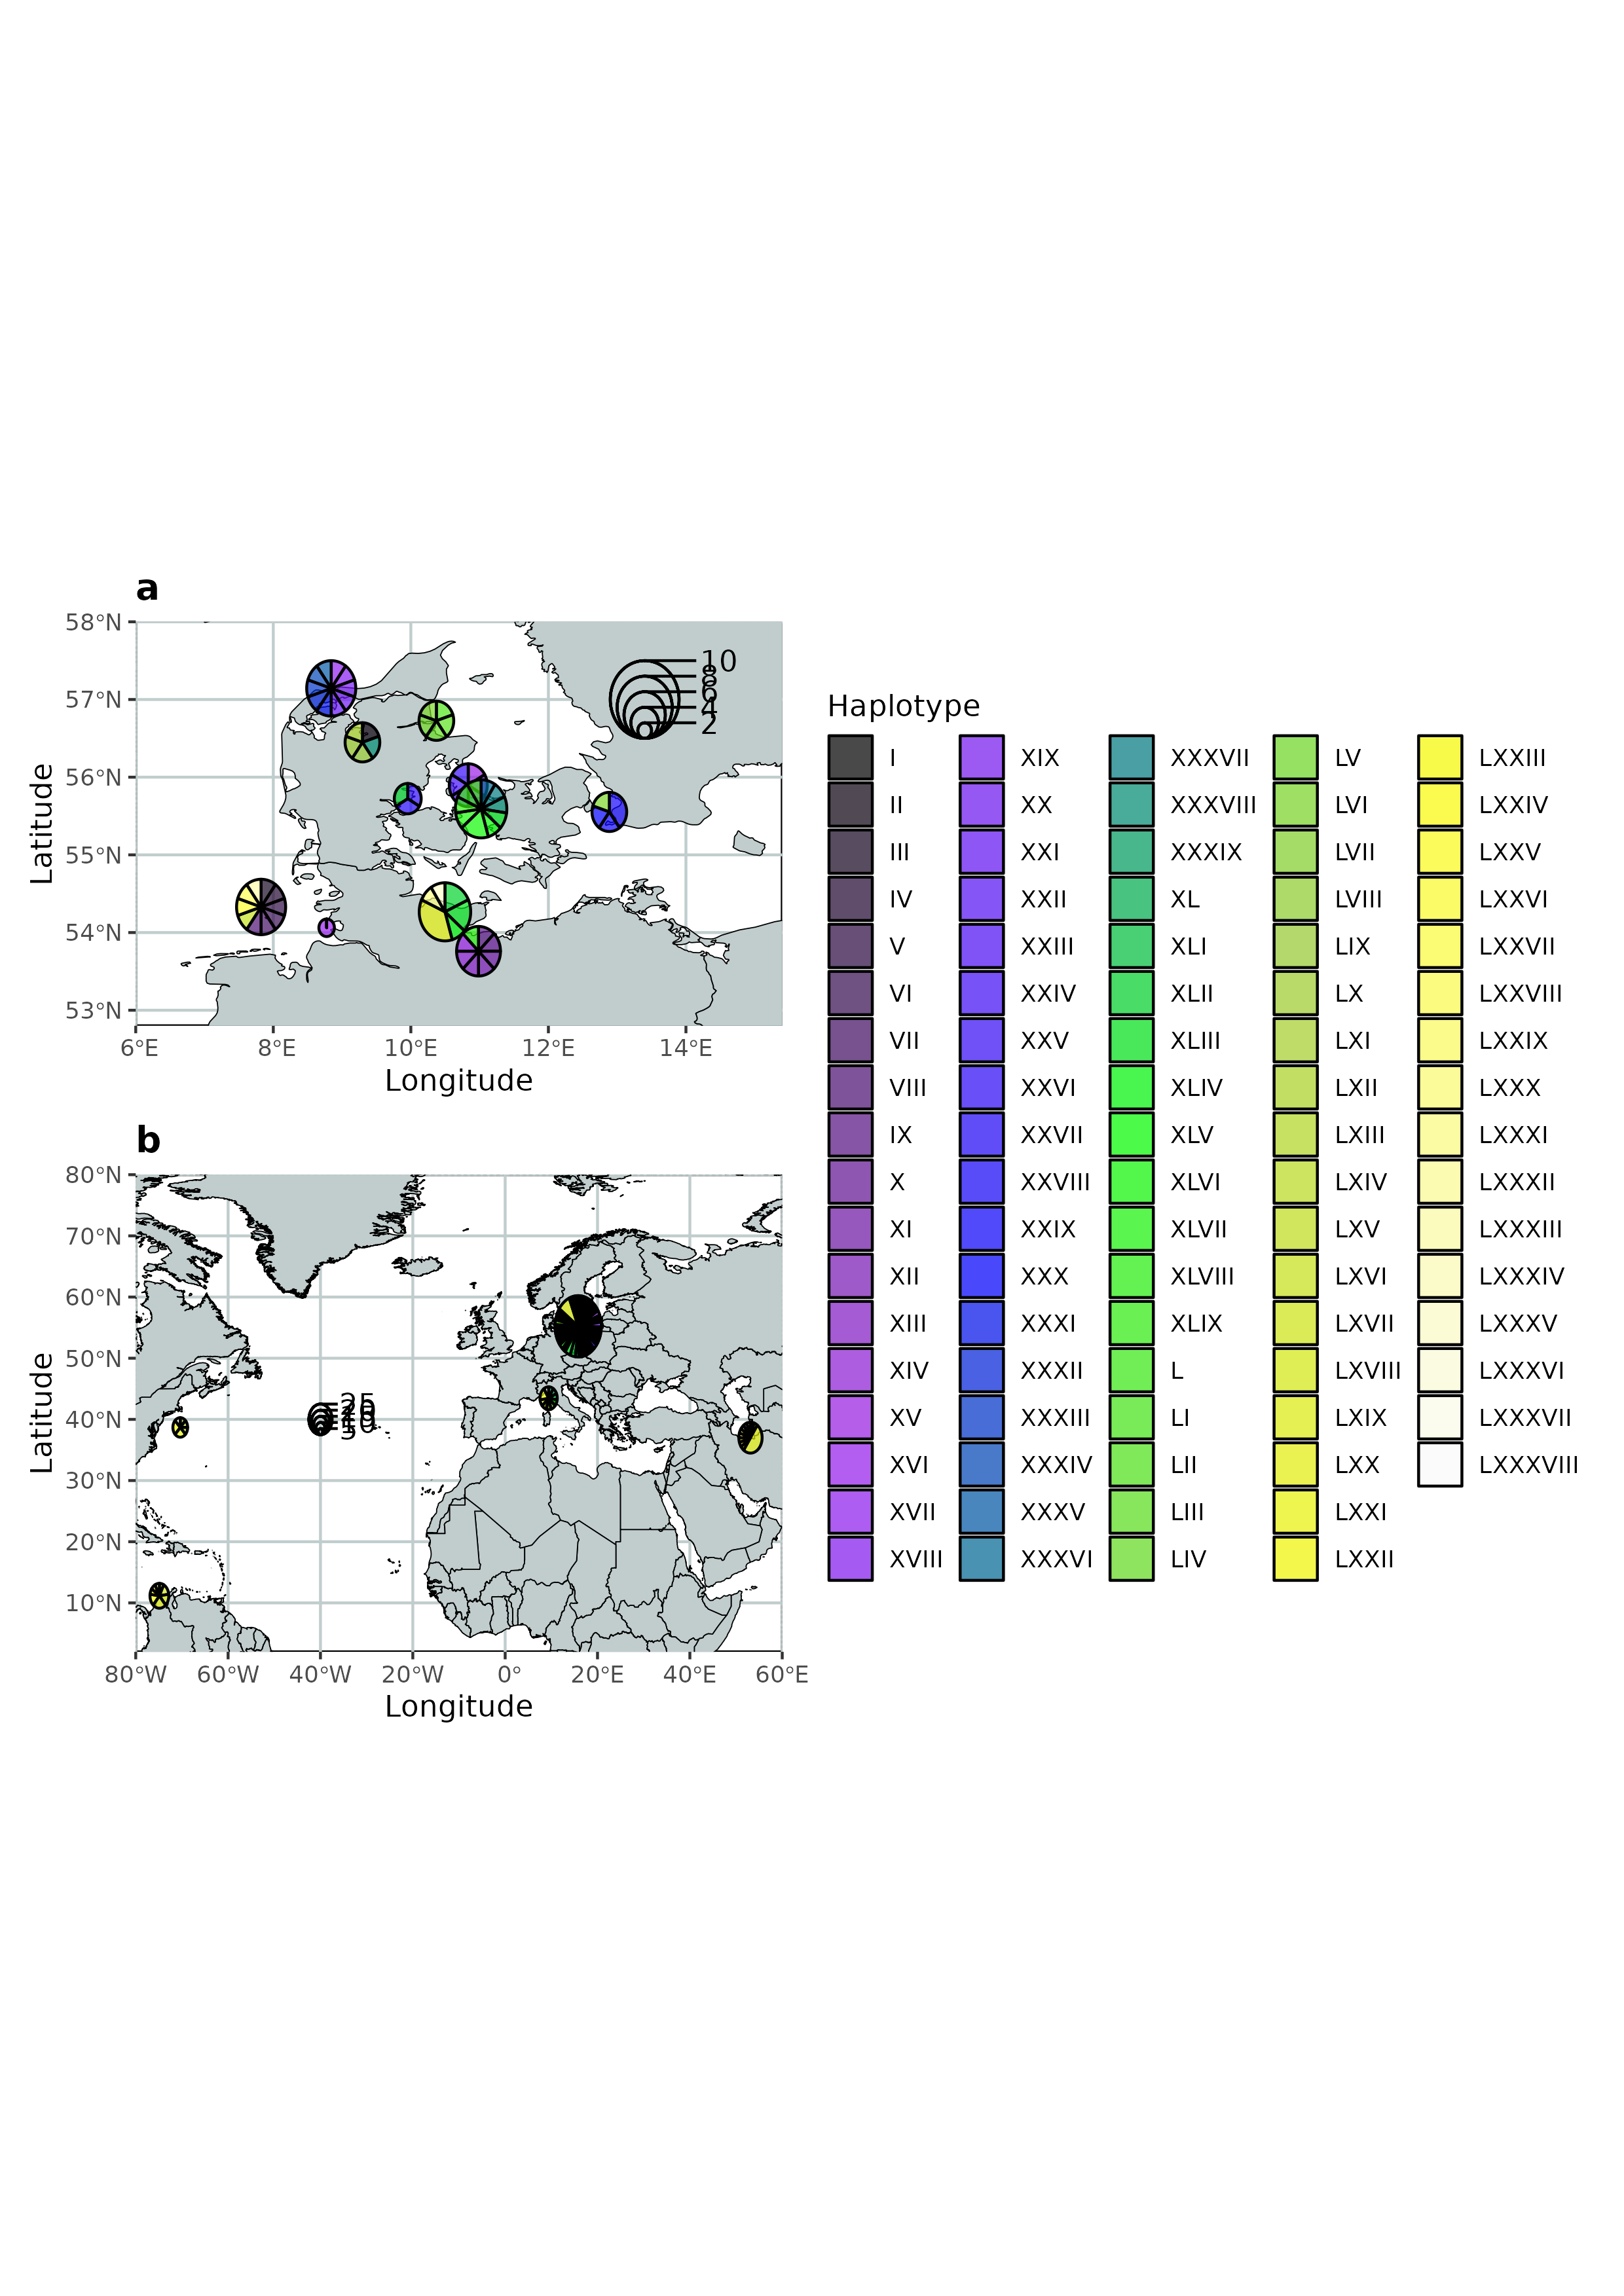 a
58°N
57°N
56°N
55°N
54°N
53°N
Latitude
10
8
6
4
2
6°E 8°E 10°E 12°E 14°E
Longitude
b
80°N
70°N
60°N
50°N
40°N
30°N
20°N
10°N
Latitude
25
5
80°W 60°W 40°W 20°W 0° 20°E 40°E 60°E
Longitude
Haplotype
I XIX XXXVII LV LXXIII
II XX XXXVIII LVI LXXIV
III XXI XXXIX LVII LXXV
IV XXII XL LVIII LXXVI
V XXIII XLI LIX LXXVII
VI XXIV XLII LX LXXVIII
VII XXV XLIII LXI LXXIX
VIII XXVI XLIV LXII LXXX
IX XXVII XLV LXIII LXXXI
X XXVIII XLVI LXIV LXXXII
XI XXIX XLVII LXV LXXXIII
XII XXX XLVIII LXVI LXXXIV
XIII XXXI XLIX LXVII LXXXV
XIV XXXII L LXVIII LXXXVI
XV XXXIII LI LXIX LXXXVII
XVI XXXIV LII LXX LXXXVIII
XVII XXXV LIII LXXI
XVIII XXXVI LIV LXXII